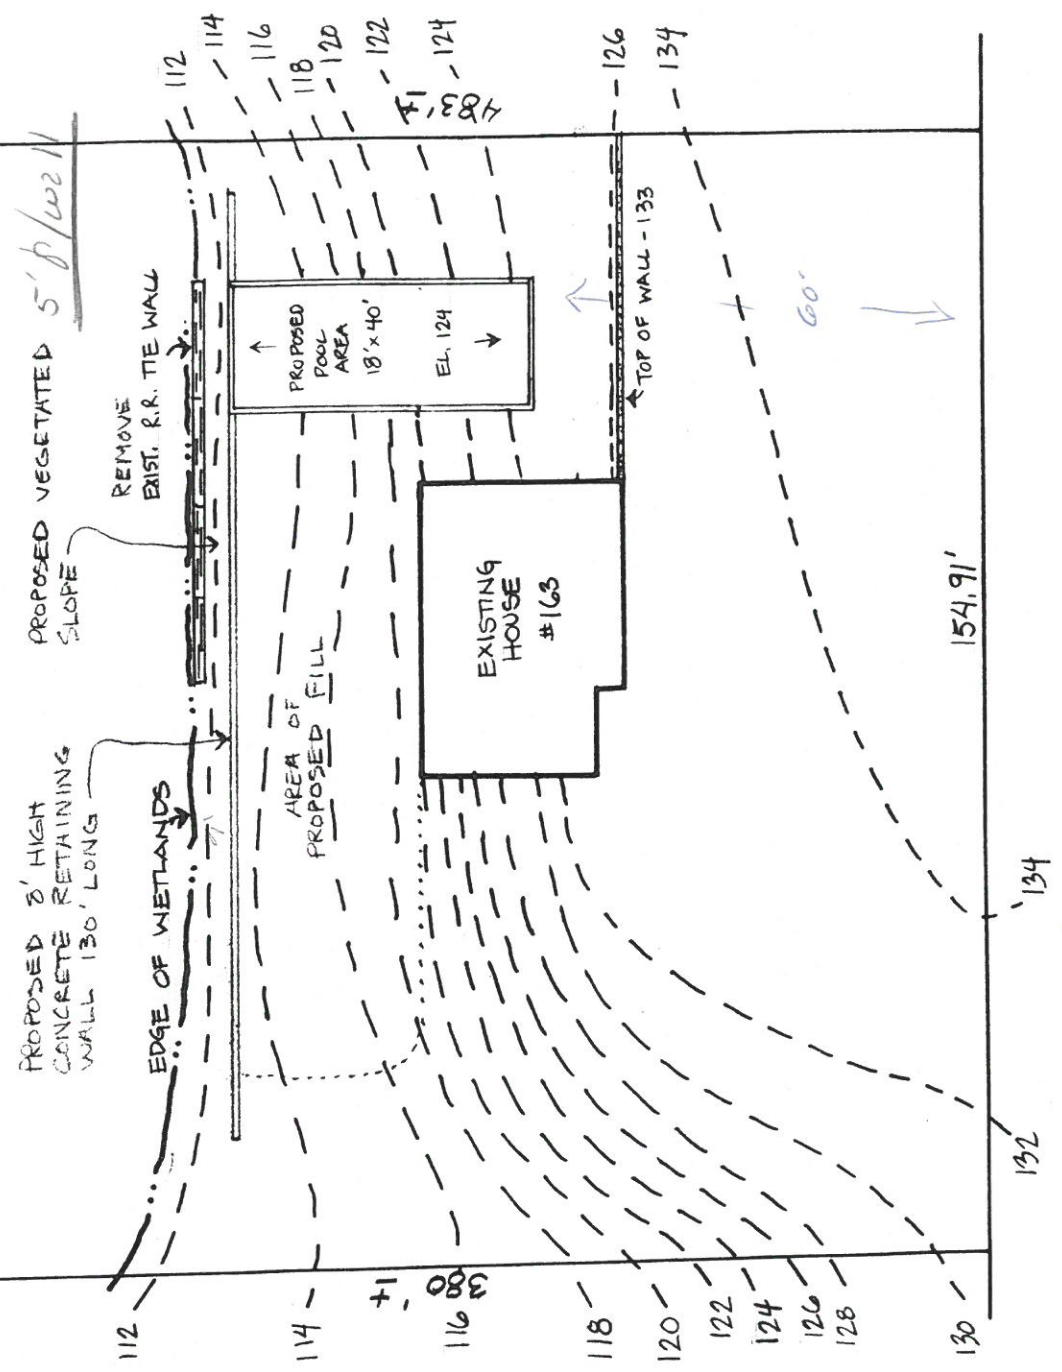 PROPOSED 8' HIGH
CONCRETE RETAINING
WALL 130' LONG
PROPOSED VEGETATED
SLOPE
REMOVE
EXIST. R.R. TIE WALL
EDGE OF WETLANDS
112
114
116
118
120
122
124
126
134
483'±
PROPOSED
POOL
AREA
18' x 40'
EL. 124
AREA OF
PROPOSED FILL
EXISTING
HOUSE
#163
TOP OF WALL - 133
60'
154.91'
380'±
112
114
116
118
120
122
124
126
128
130
132
134